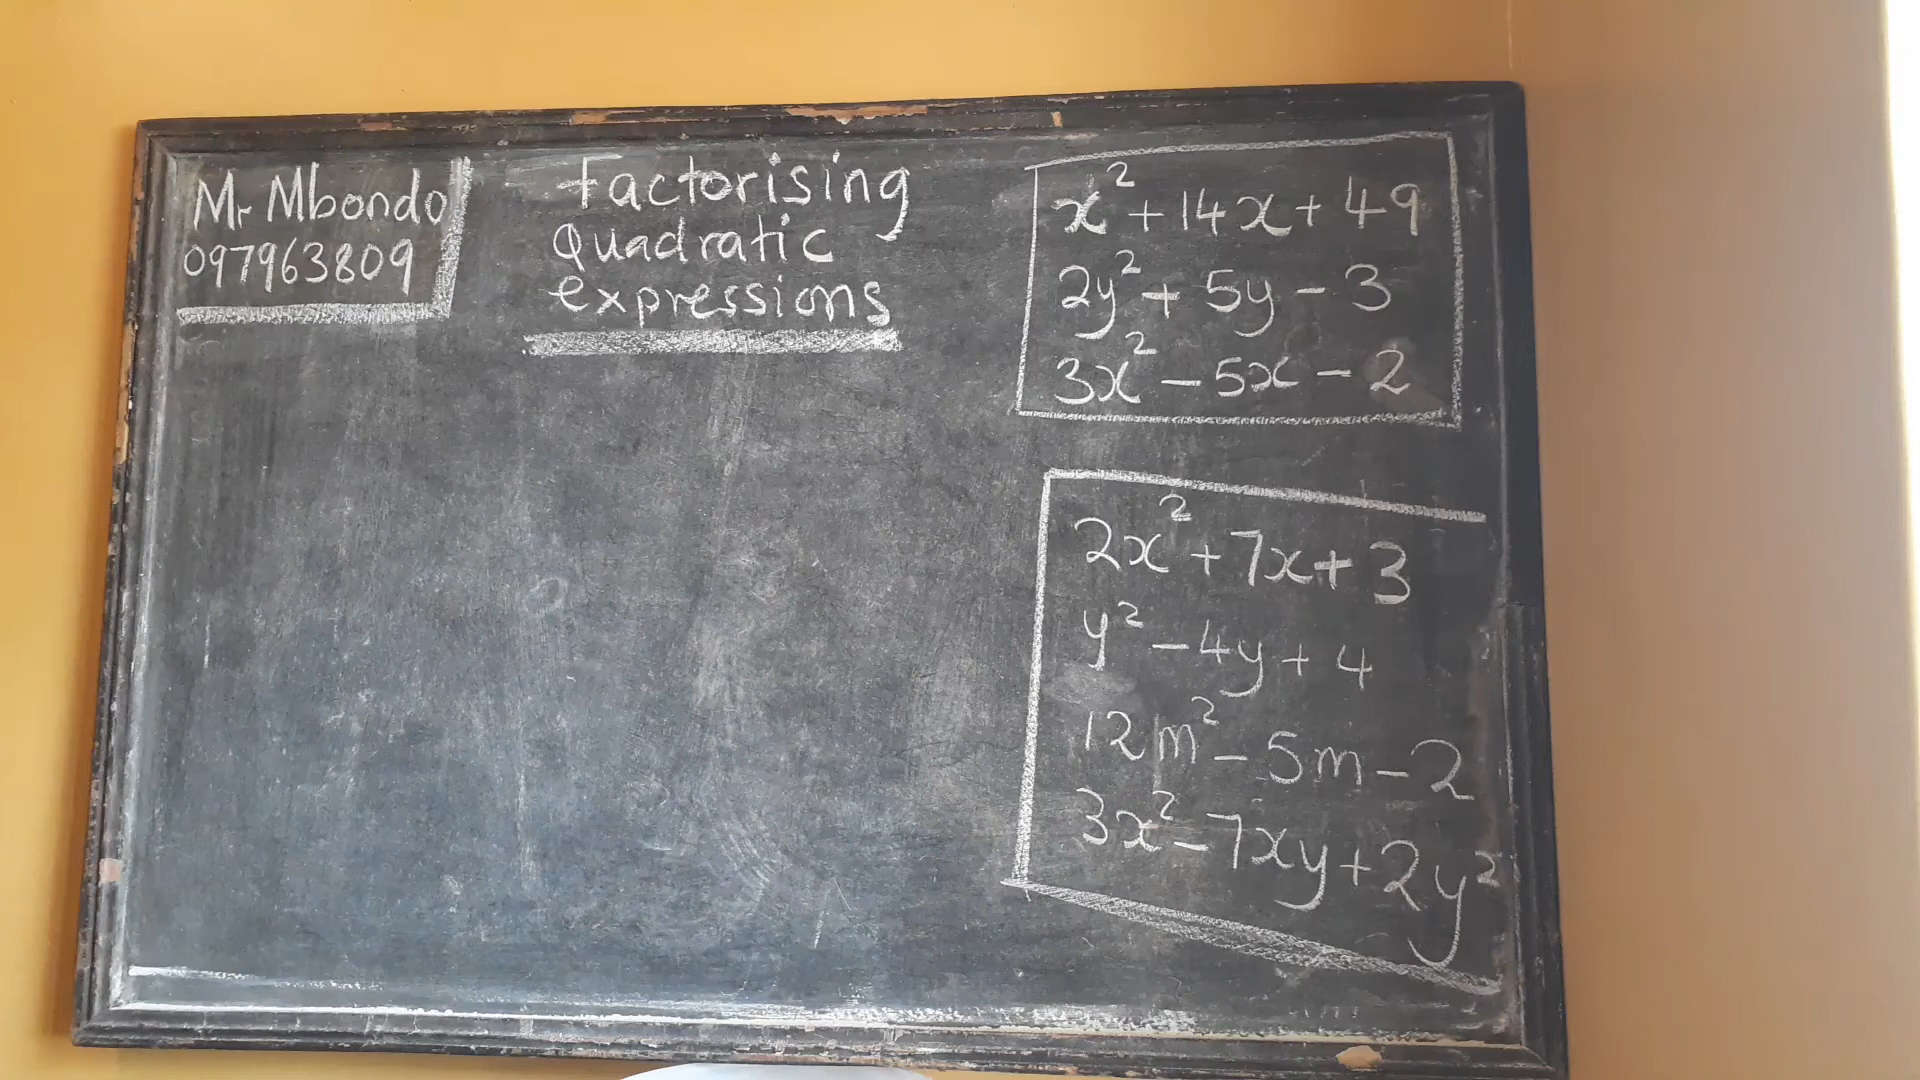 Mr Mbondo
097963809
Factorising
Quadratic
expressions
x² + 14x + 49
2y² + 5y - 3
3x² - 5x - 2
2x² + 7x + 3
y² - 4y + 4
12m² - 5m - 2
3x² - 7xy + 2y²